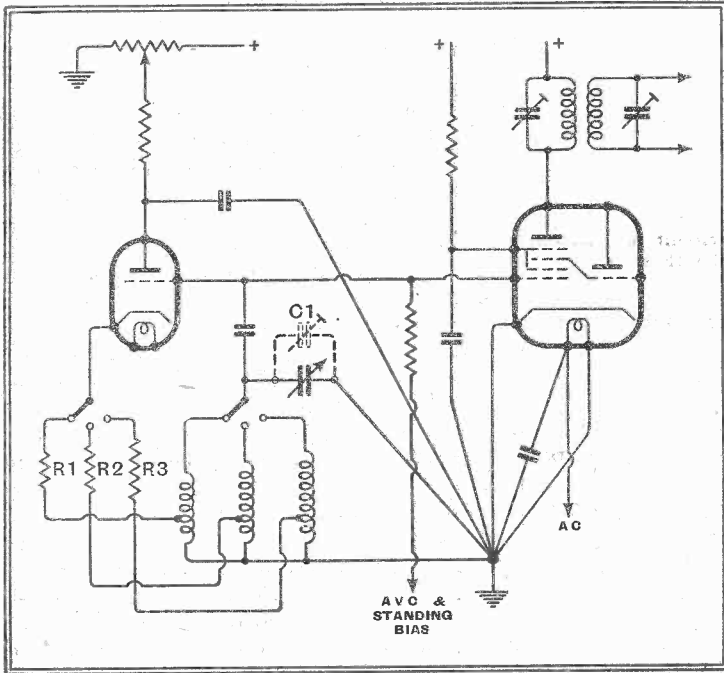 +
+
+
C1
R1
R2
R3
AC
AVC &
STANDING
BIAS